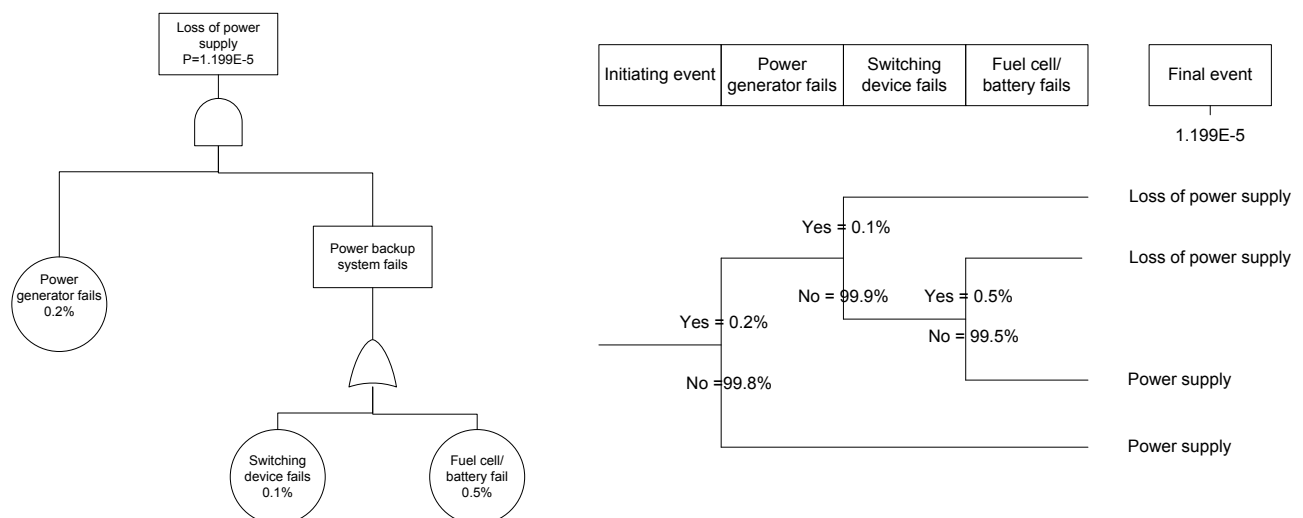 Loss of power
supply
P=1.199E-5
Power
generator fails
0.2%
Power backup
system fails
Switching
device fails
0.1%
Fuel cell/
battery fail
0.5%
Initiating event
Power
generator fails
Switching
device fails
Fuel cell/
battery fails
Final event
1.199E-5
Loss of power supply
Yes = 0.1%
Loss of power supply
No = 99.9%
Yes = 0.5%
Yes = 0.2%
No = 99.5%
No =99.8%
Power supply
Power supply